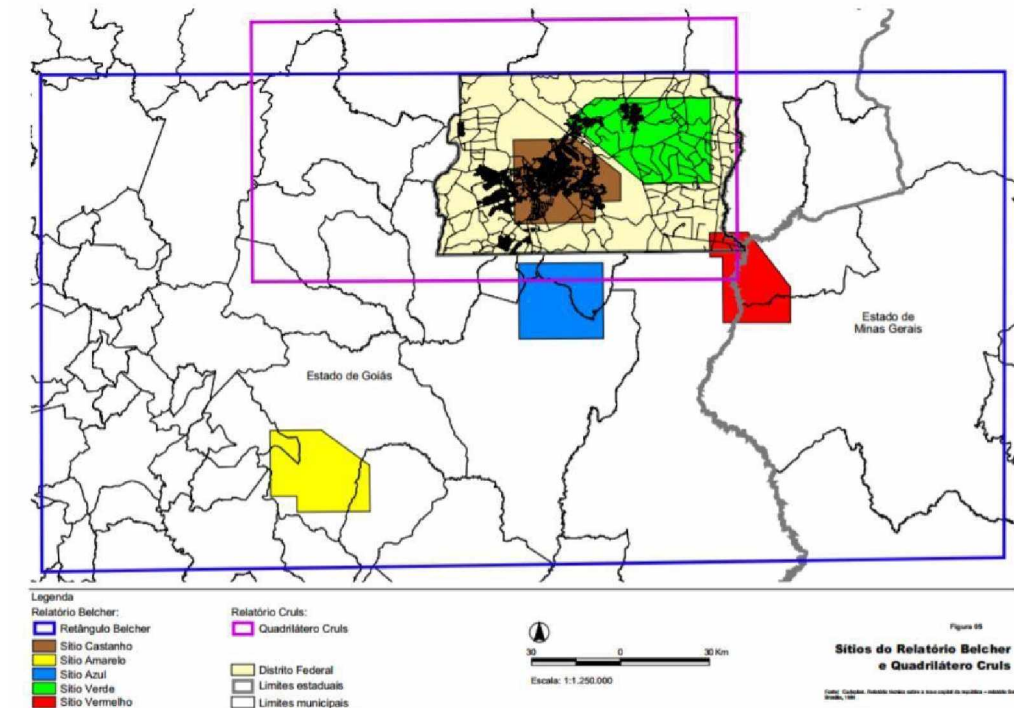 Estado de
Minas Gerais
Estado de Goiás
Legenda
Relatório Belcher:
Retângulo Belcher
Sítio Castanho
Sítio Amarelo
Sítio Azul
Sítio Verde
Sítio Vermelho
Relatório Cruls:
Quadrilátero Cruls
Distrito Federal
Limites estaduais
Limites municipais
30 0 30 Km
Escala: 1:1.250.000
Figura
Sítios do Relatório Belcher
e Quadrilátero Cruls